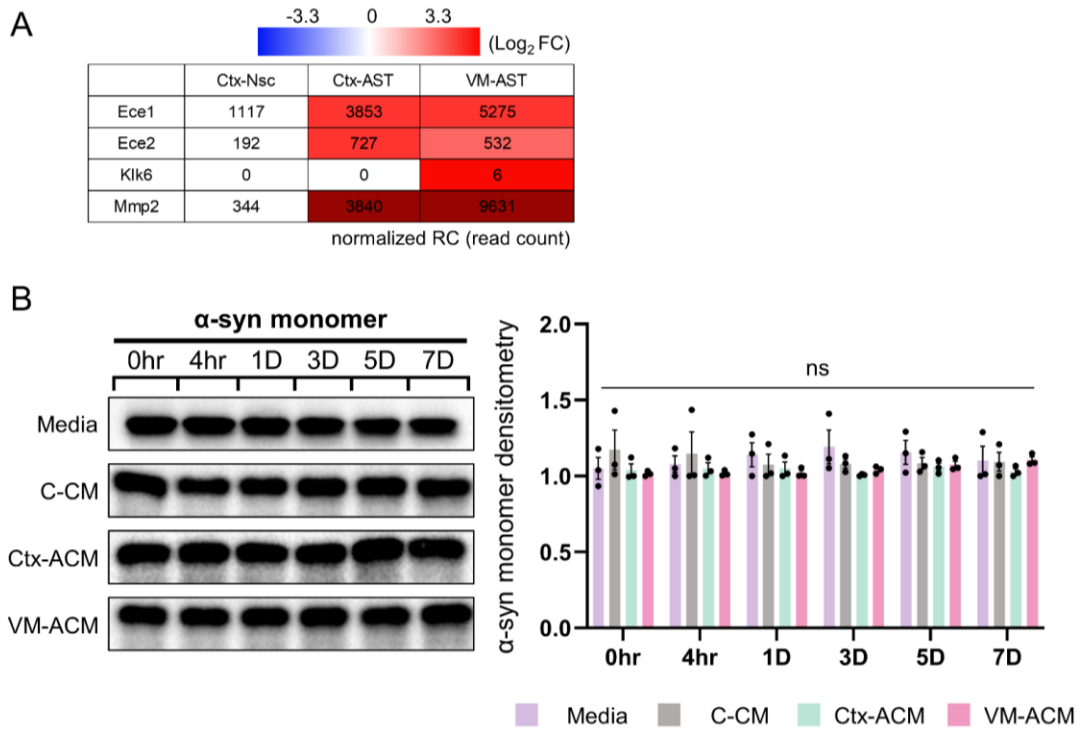 A
-3.3 0 3.3
(Log₂ FC)
Ctx-Nsc Ctx-AST VM-AST
Ece1 1117 3853 5275
Ece2 192 727 532
Klk6 0 0 6
Mmp2 344 3840 9631
normalized RC (read count)
B
α-syn monomer
0hr 4hr 1D 3D 5D 7D
Media
C-CM
Ctx-ACM
VM-ACM
α-syn monomer densitometry
2.0
1.5
1.0
0.5
0.0
ns
0hr 4hr 1D 3D 5D 7D
Media C-CM Ctx-ACM VM-ACM